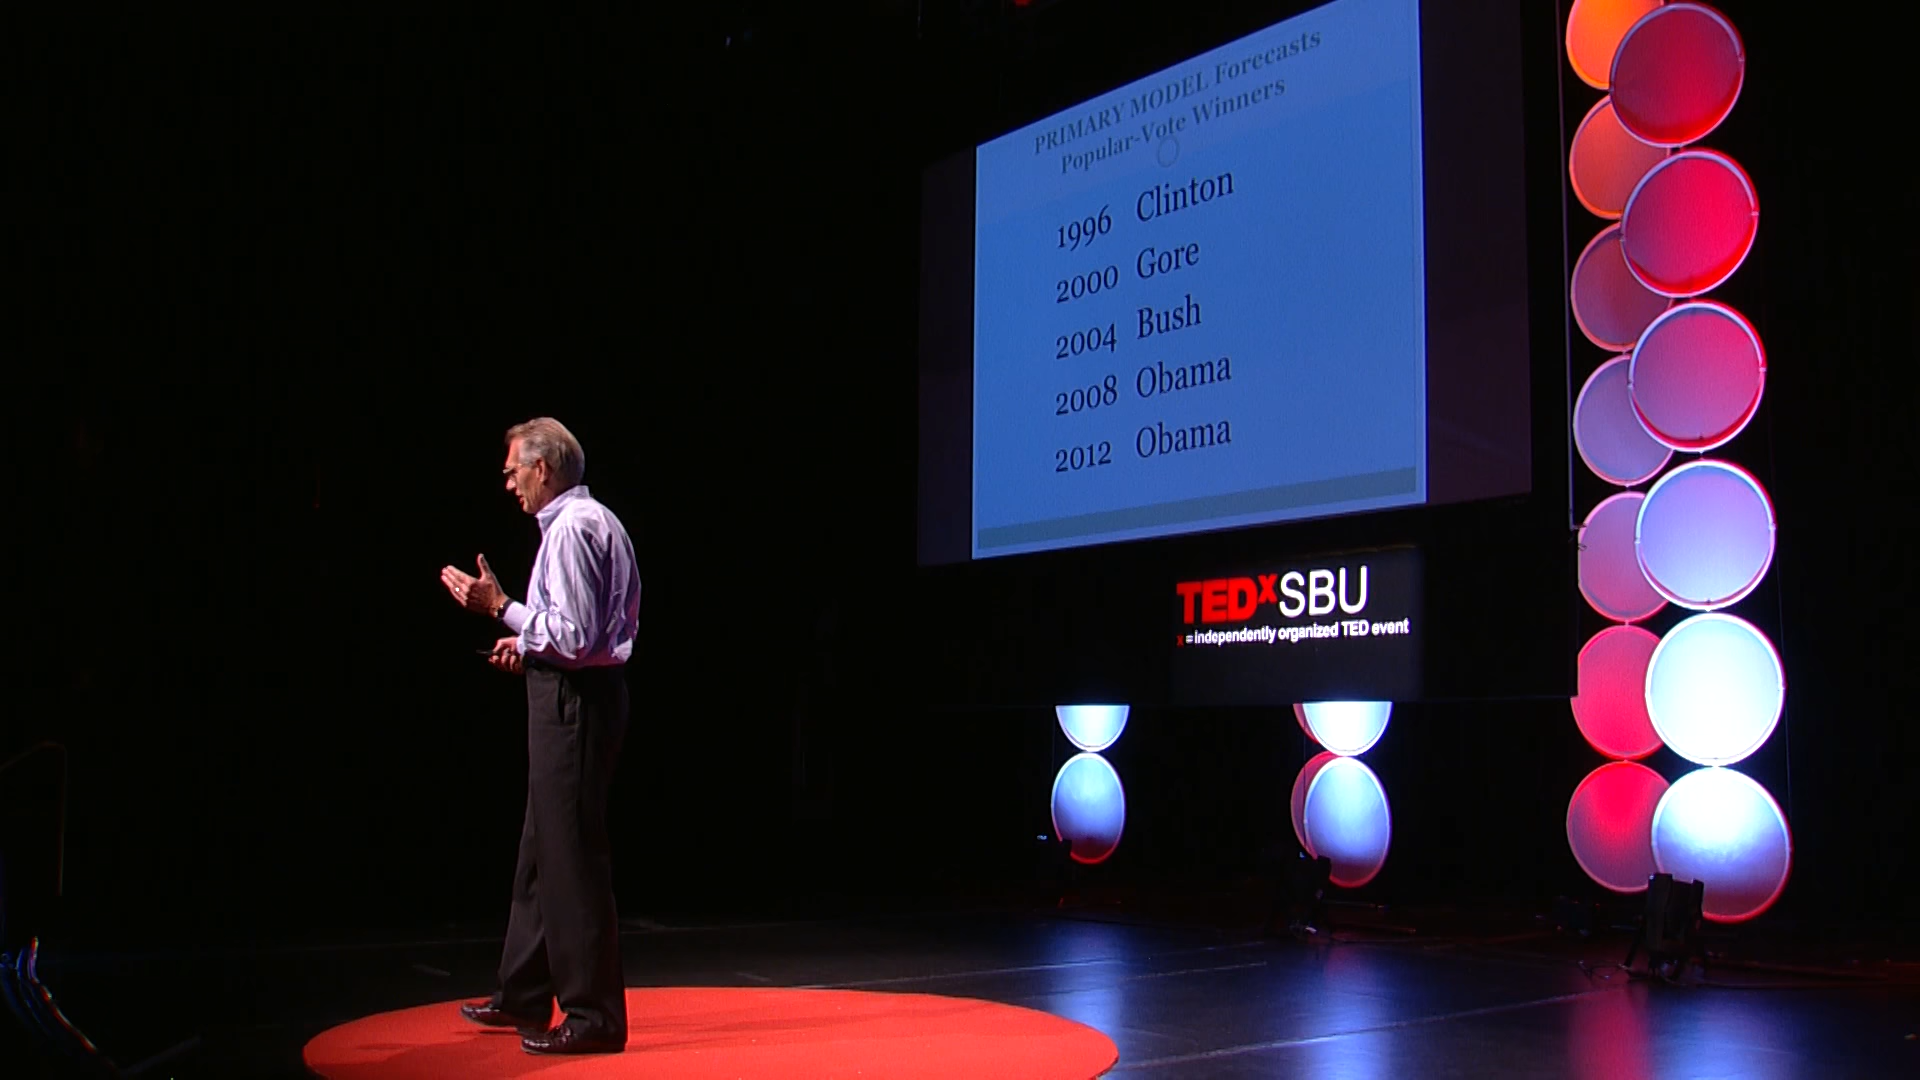 PRIMARY MODEL Forecasts
Popular-Vote Winners
1996 Clinton
2000 Gore
2004 Bush
2008 Obama
2012 Obama
TEDxSBU
x = independently organized TED event